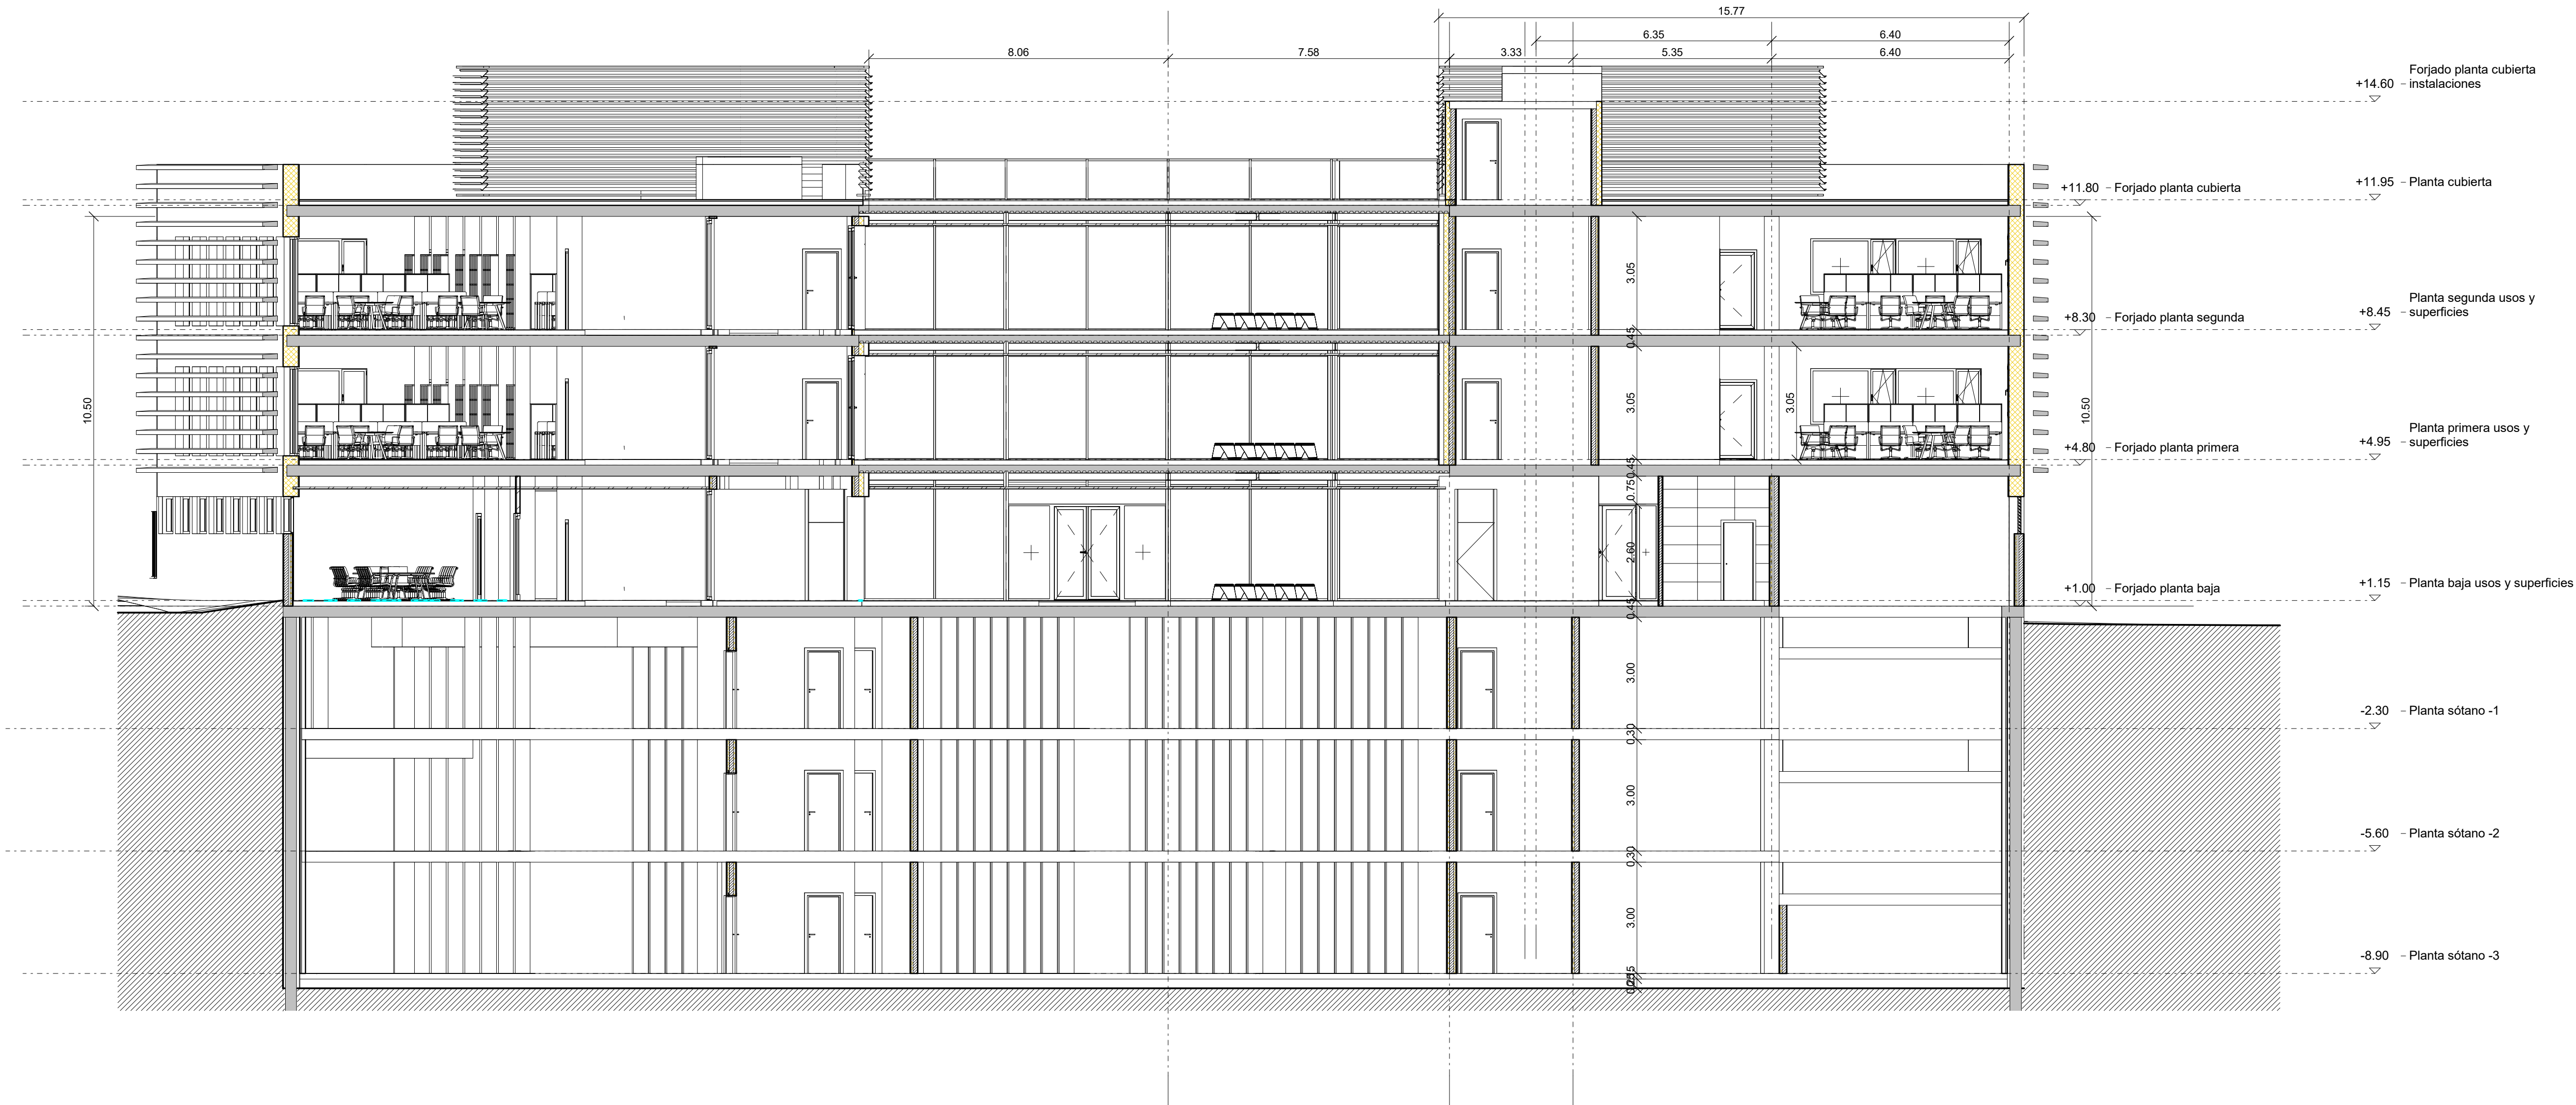 15.77
6.35
6.40
8.06
7.58
3.33
5.35
6.40
Forjado planta cubierta
+14.60
instalaciones
+11.80
Forjado planta cubierta
+11.95
Planta cubierta
3.05
Planta segunda usos y
+8.45
superficies
+8.30
Forjado planta segunda
0.45
10.50
3.05
3.05
10.50
Planta primera usos y
+4.95
superficies
+4.80
Forjado planta primera
0.45
0.75
2.60
+1.00
Forjado planta baja
+1.15
Planta baja usos y superficies
0.45
3.00
-2.30
Planta sótano -1
0.30
3.00
-5.60
Planta sótano -2
0.30
3.00
-8.90
Planta sótano -3